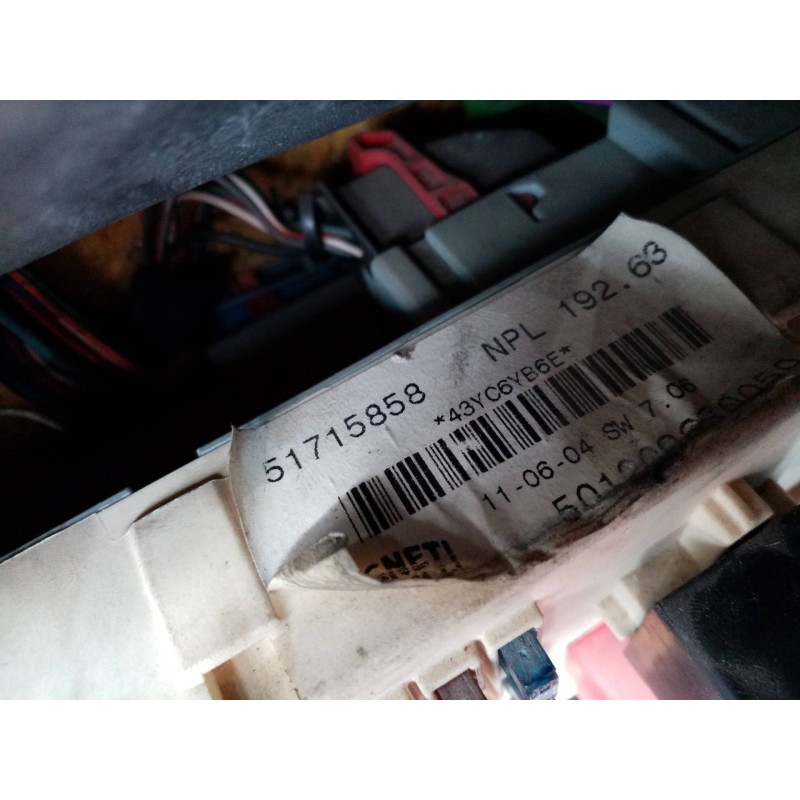 51715858 NPL 192.63
*43YC6YB6E*
11-06-04 SW 7.06